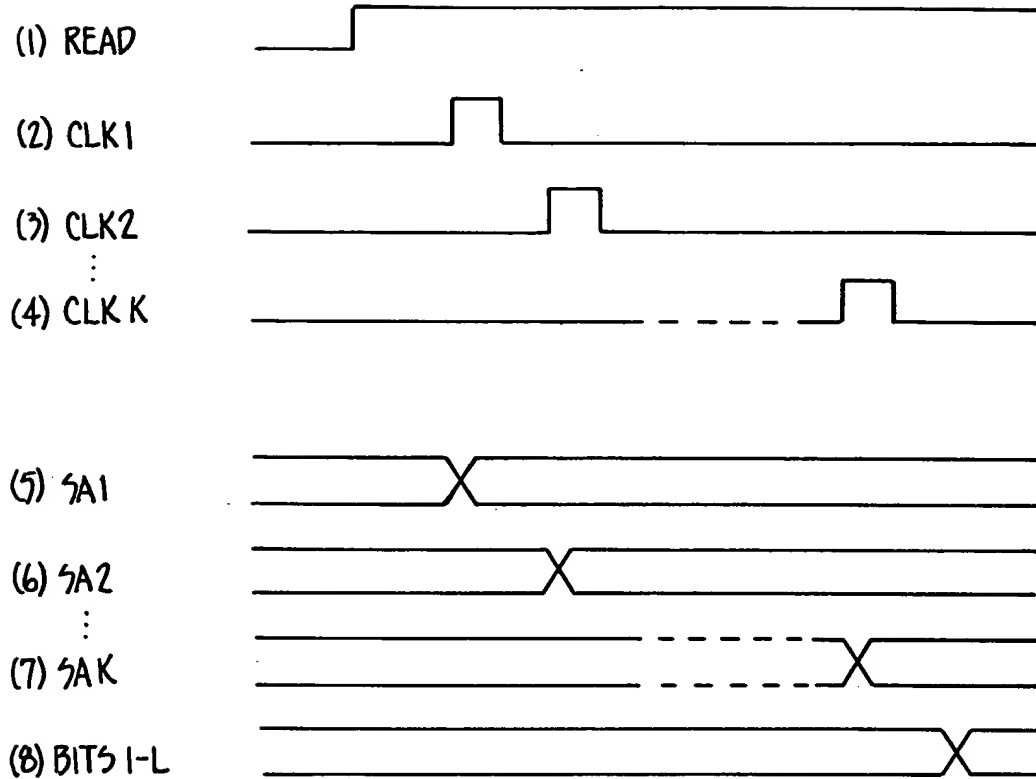 (1) READ
(2) CLK1
(3) CLK2
⋮
(4) CLK K
(5) SA1
(6) SA2
⋮
(7) SAK
(8) BITS 1-L